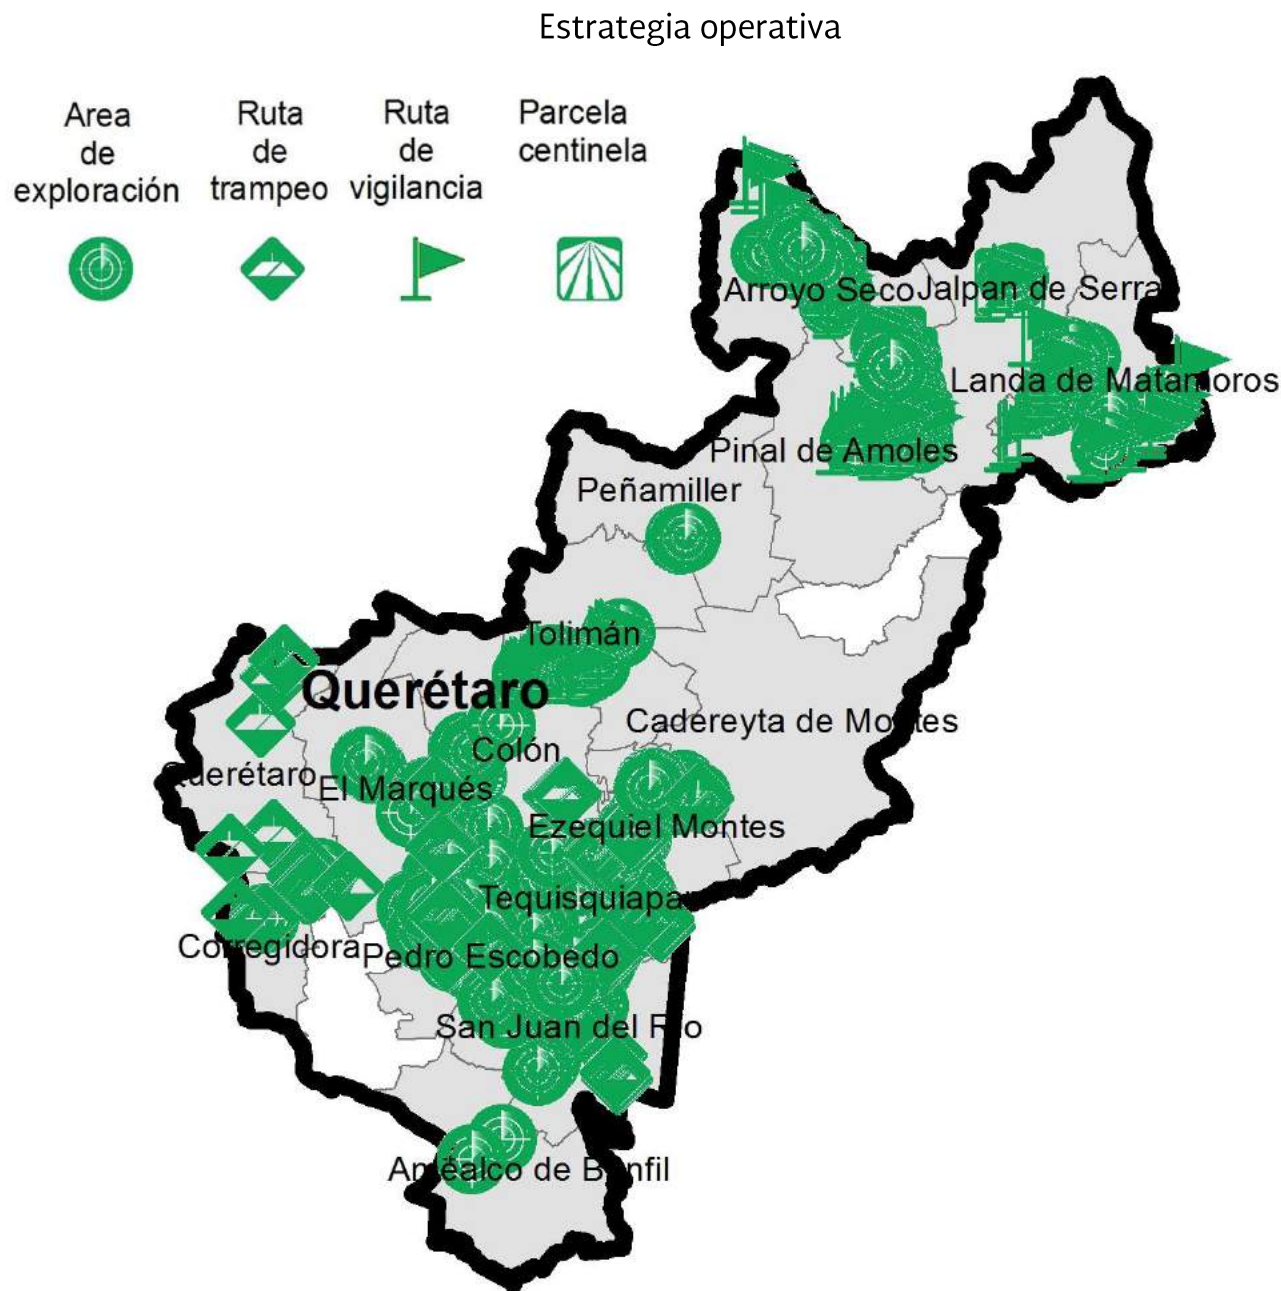 Estrategia operativa
Area
de
exploración
Ruta
de
trampeo
Ruta
de
vigilancia
Parcela
centinela
Arroyo Seco
Jalpan de Serra
Landa de Matamoros
Pinal de Amoles
Peñamiller
Tolimán
Querétaro
Cadereyta de Montes
Colón
Querétaro
El Marqués
Ezequiel Montes
Tequisquiapan
Corregidora
Pedro Escobedo
San Juan del Río
Amealco de Bonfil